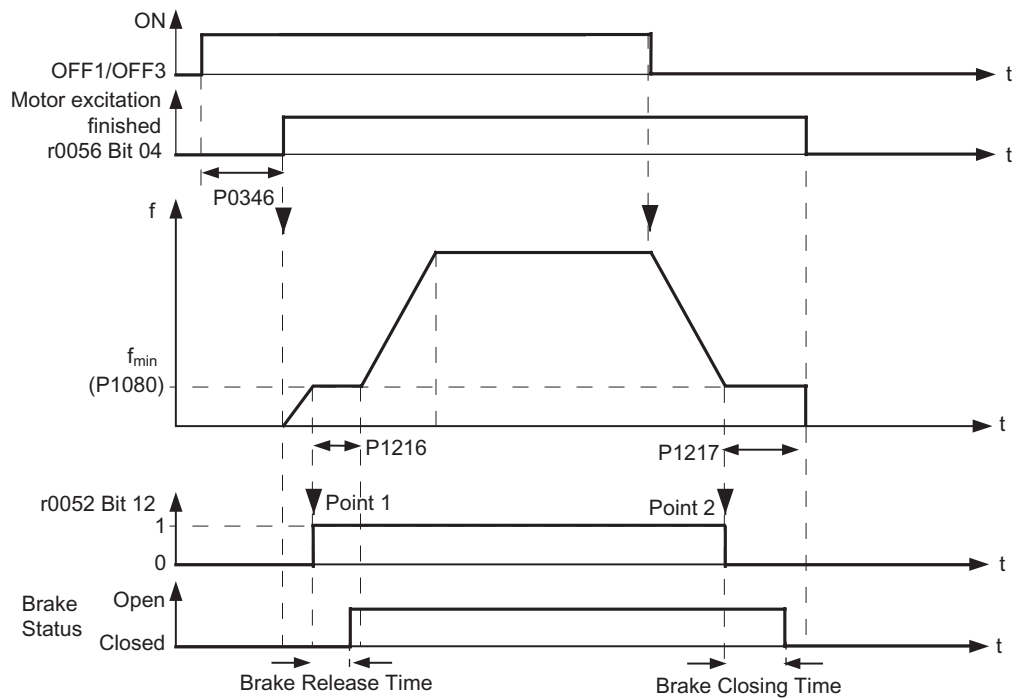 ON
OFF1/OFF3
t
Motor excitation
finished
r0056 Bit 04
t
P0346
f
fmin
(P1080)
t
P1216
P1217
r0052 Bit 12
Point 1
Point 2
1
0
t
Brake
Status
Open
Closed
t
Brake Release Time
Brake Closing Time